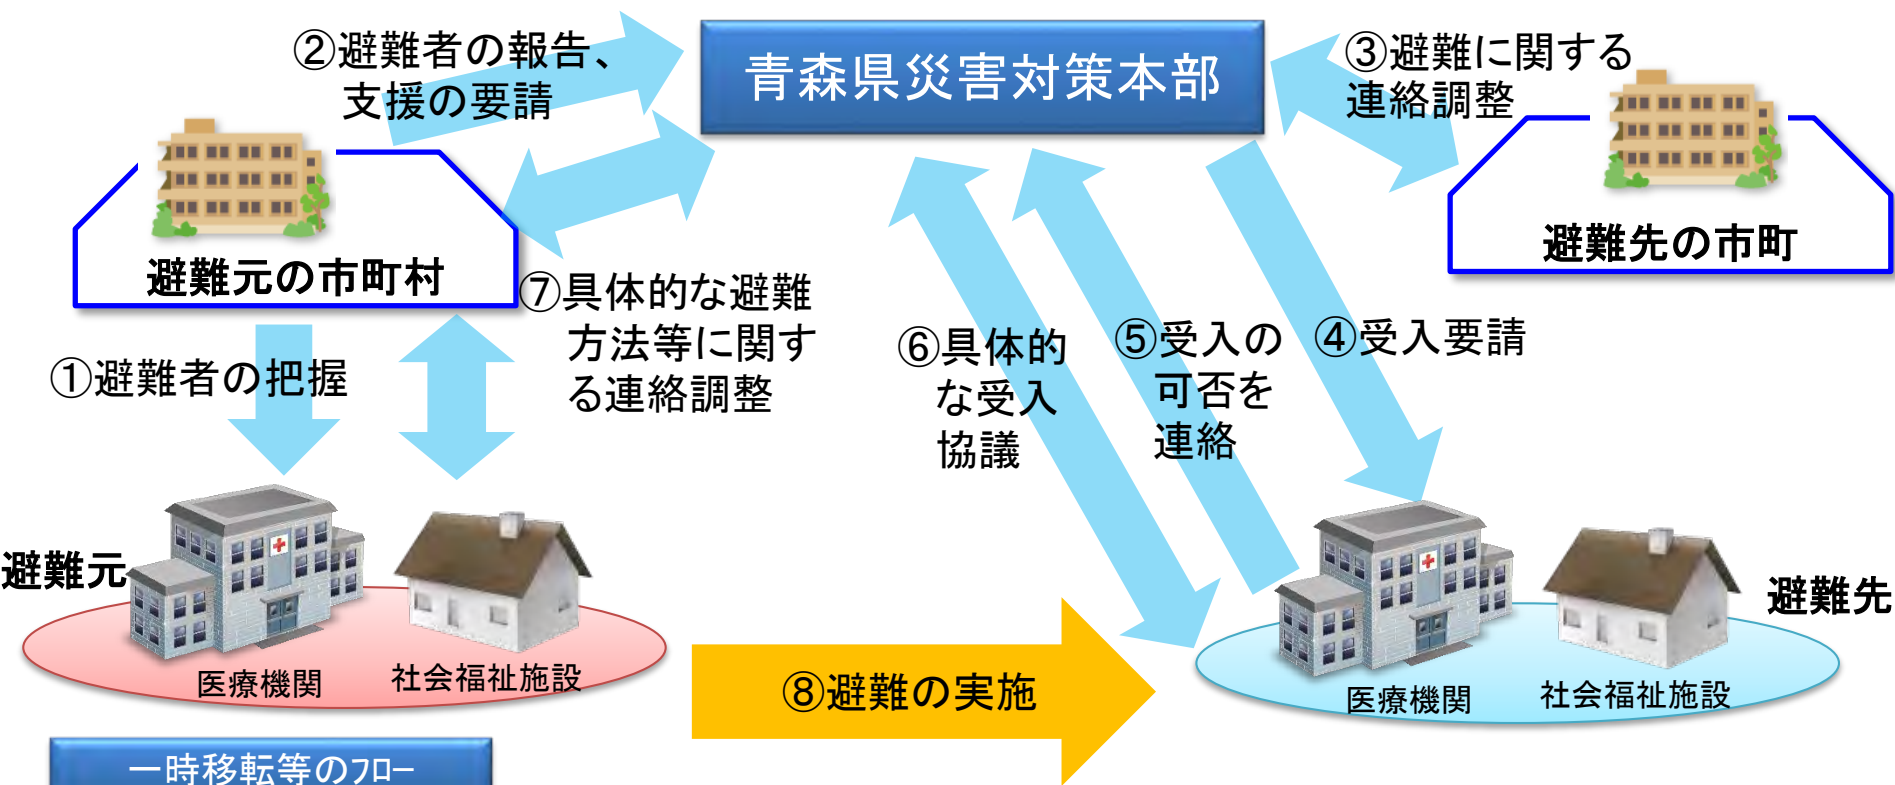 ②避難者の報告、
支援の要請
青森県災害対策本部
③避難に関する
連絡調整
避難元の市町村
避難先の市町
①避難者の把握
⑦具体的な避難
方法等に関す
る連絡調整
⑥具体的
な受入
協議
⑤受入の
可否を
連絡
④受入要請
避難元
医療機関
社会福祉施設
⑧避難の実施
避難先
医療機関
社会福祉施設
一時移転等のフロー